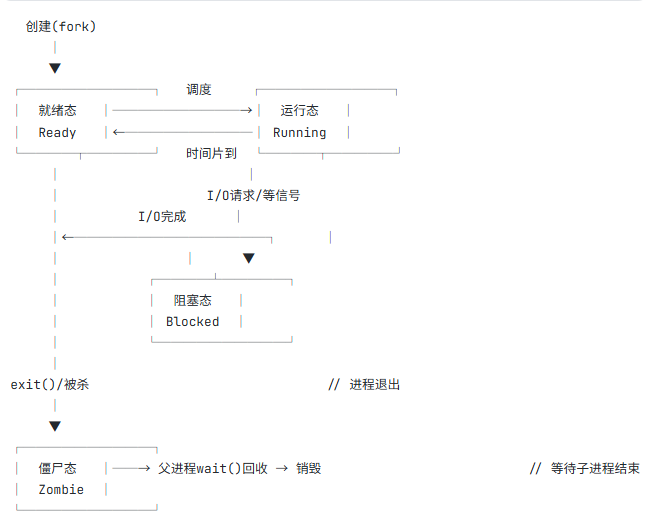 创建(fork)
调度
就绪态 运行态
Ready Running
时间片到
I/O请求/等信号
I/O完成
阻塞态
Blocked
exit()/被杀 // 进程退出
僵尸态 父进程wait()回收 → 销毁 // 等待子进程结束
Zombie